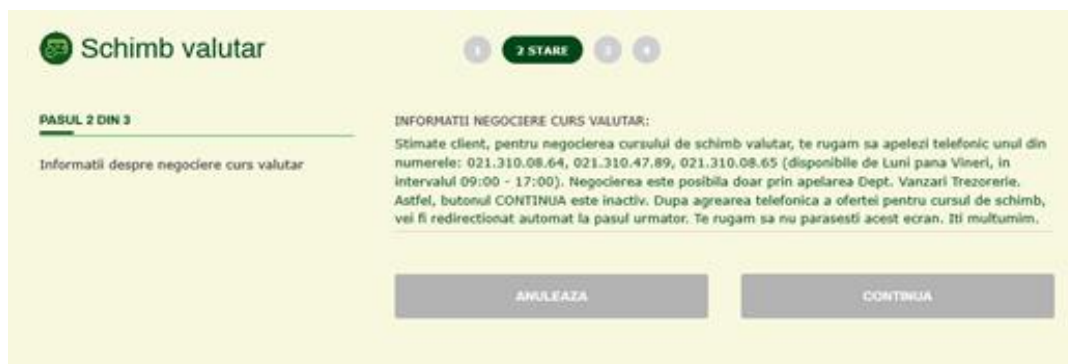 Schimb valutar
1 2 STARE 3 4
PASUL 2 DIN 3
Informatii despre negociere curs valutar
INFORMATII NEGOCIERE CURS VALUTAR:
Stimate client, pentru negocierea cursului de schimb valutar, te rugam sa apelezi telefonic unul din
numerele: 021.310.08.64, 021.310.47.89, 021.310.08.65 (disponibile de Luni pana Vineri, in
intervalul 09:00 - 17:00). Negocierea este posibila doar prin apelarea Dept. Vanzari Trezorerie.
Astfel, butonul CONTINUA este inactiv. Dupa agrearea telefonica a ofertei pentru cursul de schimb,
vei fi redirectionat automat la pasul urmator. Te rugam sa nu parasesti acest ecran. Iti multumim.
ANULEAZA CONTINUA